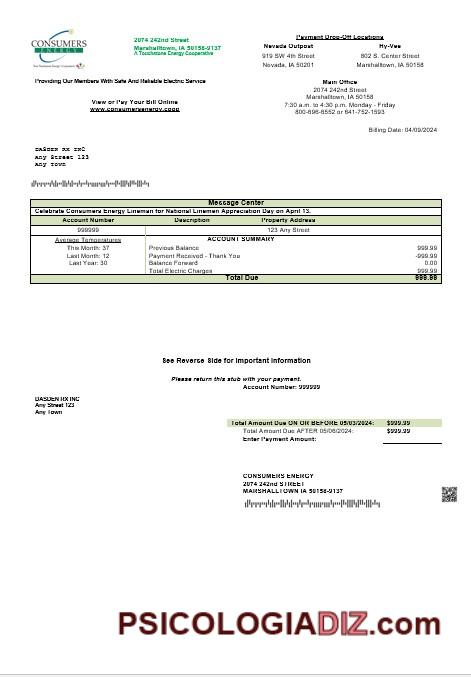 CONSUMERS
ENERGY
2074 242nd Street
Marshalltown, IA 50158-9137
A Touchstone Energy Cooperative
Payment Drop-Off Locations
Nevada Outpost
Hy-Vee
919 SW 4th Street
802 S. Center Street
Nevada, IA 50201
Marshalltown, IA 50158
Providing Our Members With Safe And Reliable Electric Service
Main Office
2074 242nd Street
Marshalltown, IA 50158
7:30 a.m. to 4:30 p.m. Monday - Friday
800-696-6552 or 641-752-1593
View or Pay Your Bill Online
www.consumersenergy.coop
Billing Date: 04/09/2024
DASDEN RX INC
Any Street 123
Any Town
Message Center
Celebrate Consumers Energy Lineman for National Linemen Appreciation Day on April 13.
Account Number Description Property Address
999999 123 Any Street
Average Temperatures
This Month: 37
Last Month: 12
Last Year: 30
ACCOUNT SUMMARY
Previous Balance 999.99
Payment Received - Thank You -999.99
Balance Forward 0.00
Total Electric Charges 999.99
Total Due 999.99
See Reverse Side for Important Information
Please return this stub with your payment.
Account Number: 999999
DASDEN RX INC
Any Street 123
Any Town
Total Amount Due ON OR BEFORE 05/03/2024: $999.99
Total Amount Due AFTER 05/06/2024: $999.99
Enter Payment Amount:
CONSUMERS ENERGY
2074 242nd STREET
MARSHALLTOWN IA 50158-9137
PSICOLOGIADIZ.com